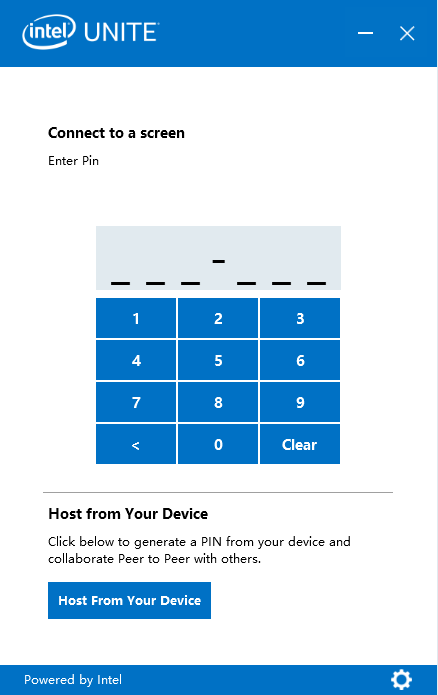 intel UNITE
Connect to a screen
Enter Pin
_ _ _ - _ _ _
1 2 3
4 5 6
7 8 9
< 0 Clear
Host from Your Device
Click below to generate a PIN from your device and
collaborate Peer to Peer with others.
Host From Your Device
Powered by Intel